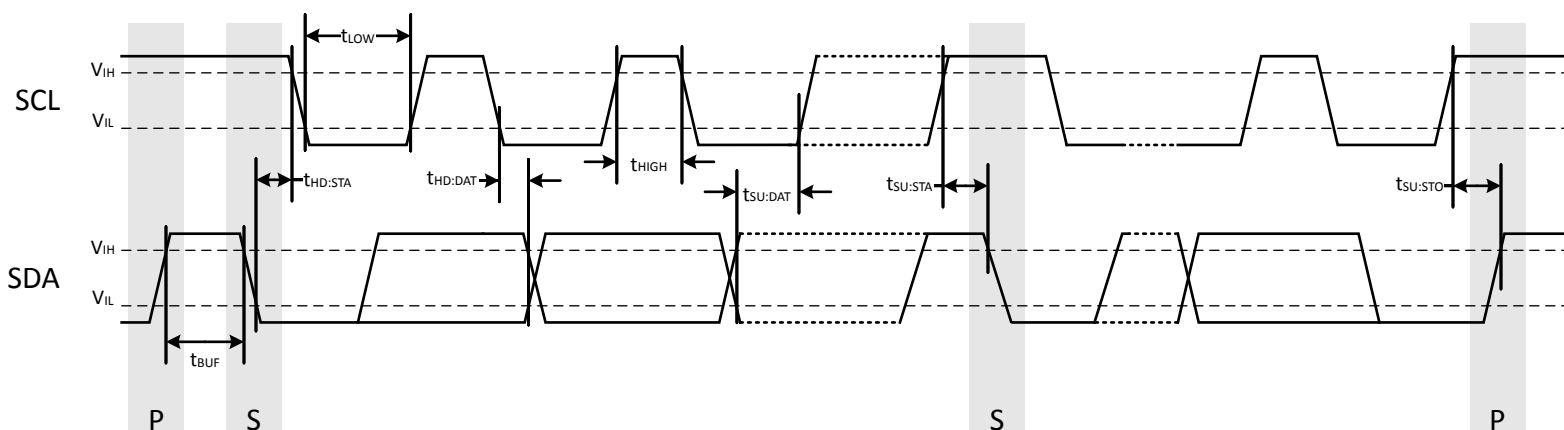 tLOW
VIH
SCL
VIL
tHD:STA
tHD:DAT
tHIGH
tSU:DAT
tSU:STA
tSU:STO
VIH
SDA
VIL
tBUF
P
S
S
P